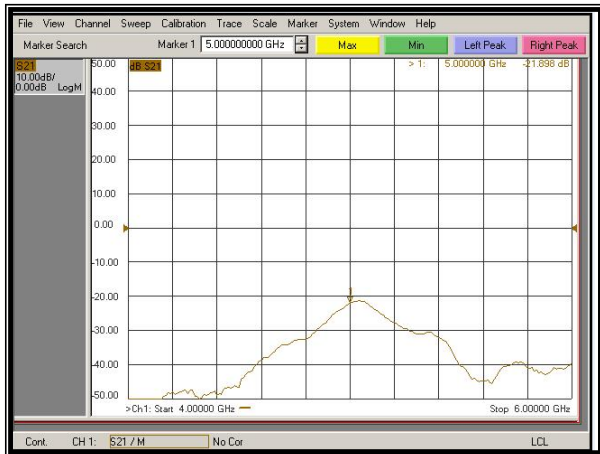 File View Channel Sweep Calibration Trace Scale Marker System Window Help
Marker Search Marker 1 5.000000000 GHz Max Min Left Peak Right Peak
S21
10.00dB/
0.00dB LogM
dB S21
> 1: 5.000000 GHz -21.898 dB
50.00
40.00
30.00
20.00
10.00
0.00
-10.00
-20.00
-30.00
-40.00
-50.00
1
>Ch1: Start 4.00000 GHz Stop 6.00000 GHz
Cont. CH 1: S21 / M No Cor LCL